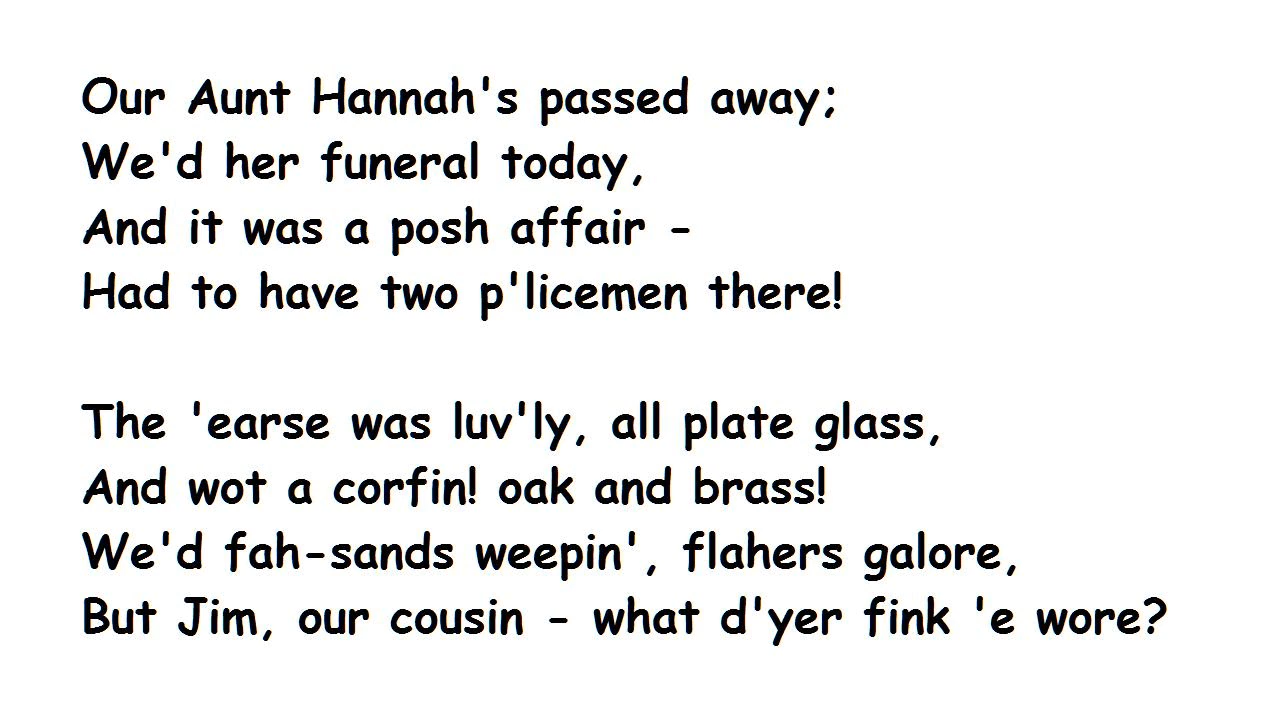 Our Aunt Hannah's passed away;
We'd her funeral today,
And it was a posh affair -
Had to have two p'licemen there!

The 'earse was luv'ly, all plate glass,
And wot a corfin! oak and brass!
We'd fah-sands weepin', flahers galore,
But Jim, our cousin - what d'yer fink 'e wore?